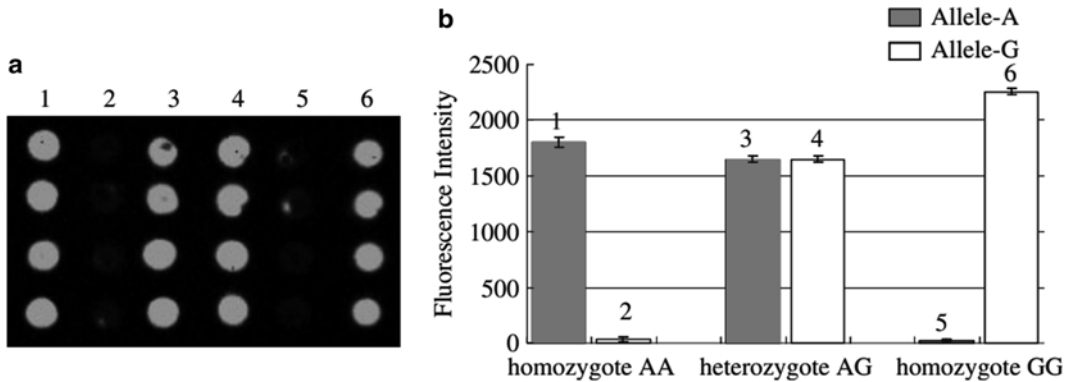 a
1 2 3 4 5 6
b
Allele-A
Allele-G
Fluorescence Intensity
2500
2000
1500
1000
500
0
1
2
3
4
5
6
homozygote AA
heterozygote AG
homozygote GG